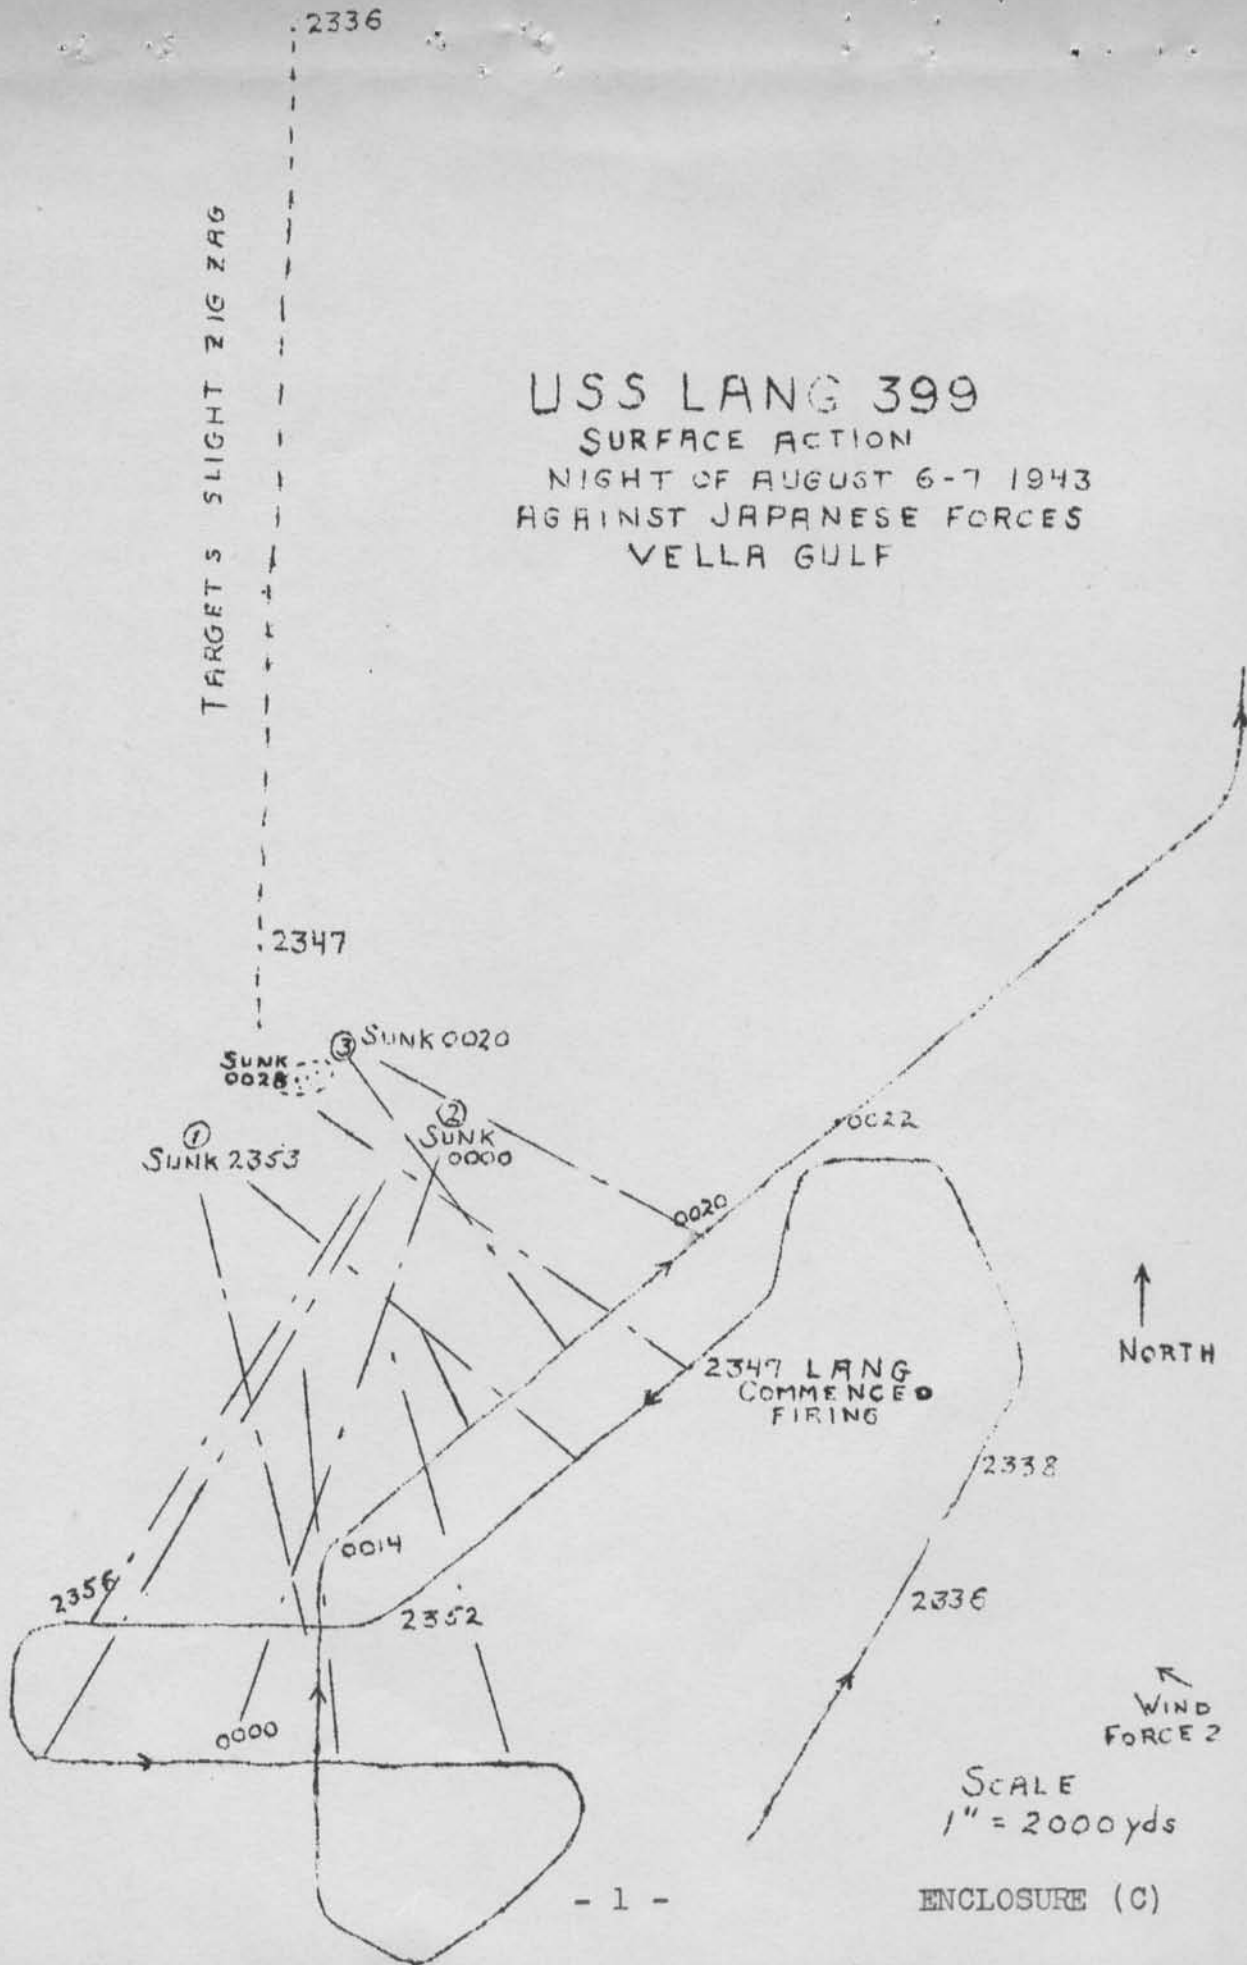 2336
TARGETS SLIGHT ZIG ZAG
USS LANG 399
SURFACE ACTION
NIGHT OF AUGUST 6-7 1943
AGAINST JAPANESE FORCES
VELLA GULF
2347
3 SUNK 0020
SUNK
0028
2
SUNK
0000
1
SUNK 2353
0022
0020
NORTH
2347 LANG
COMMENCED
FIRING
2338
0014
2356
2352
2336
0000
WIND
FORCE 2
SCALE
1" = 2000 yds
- 1 -
ENCLOSURE (C)